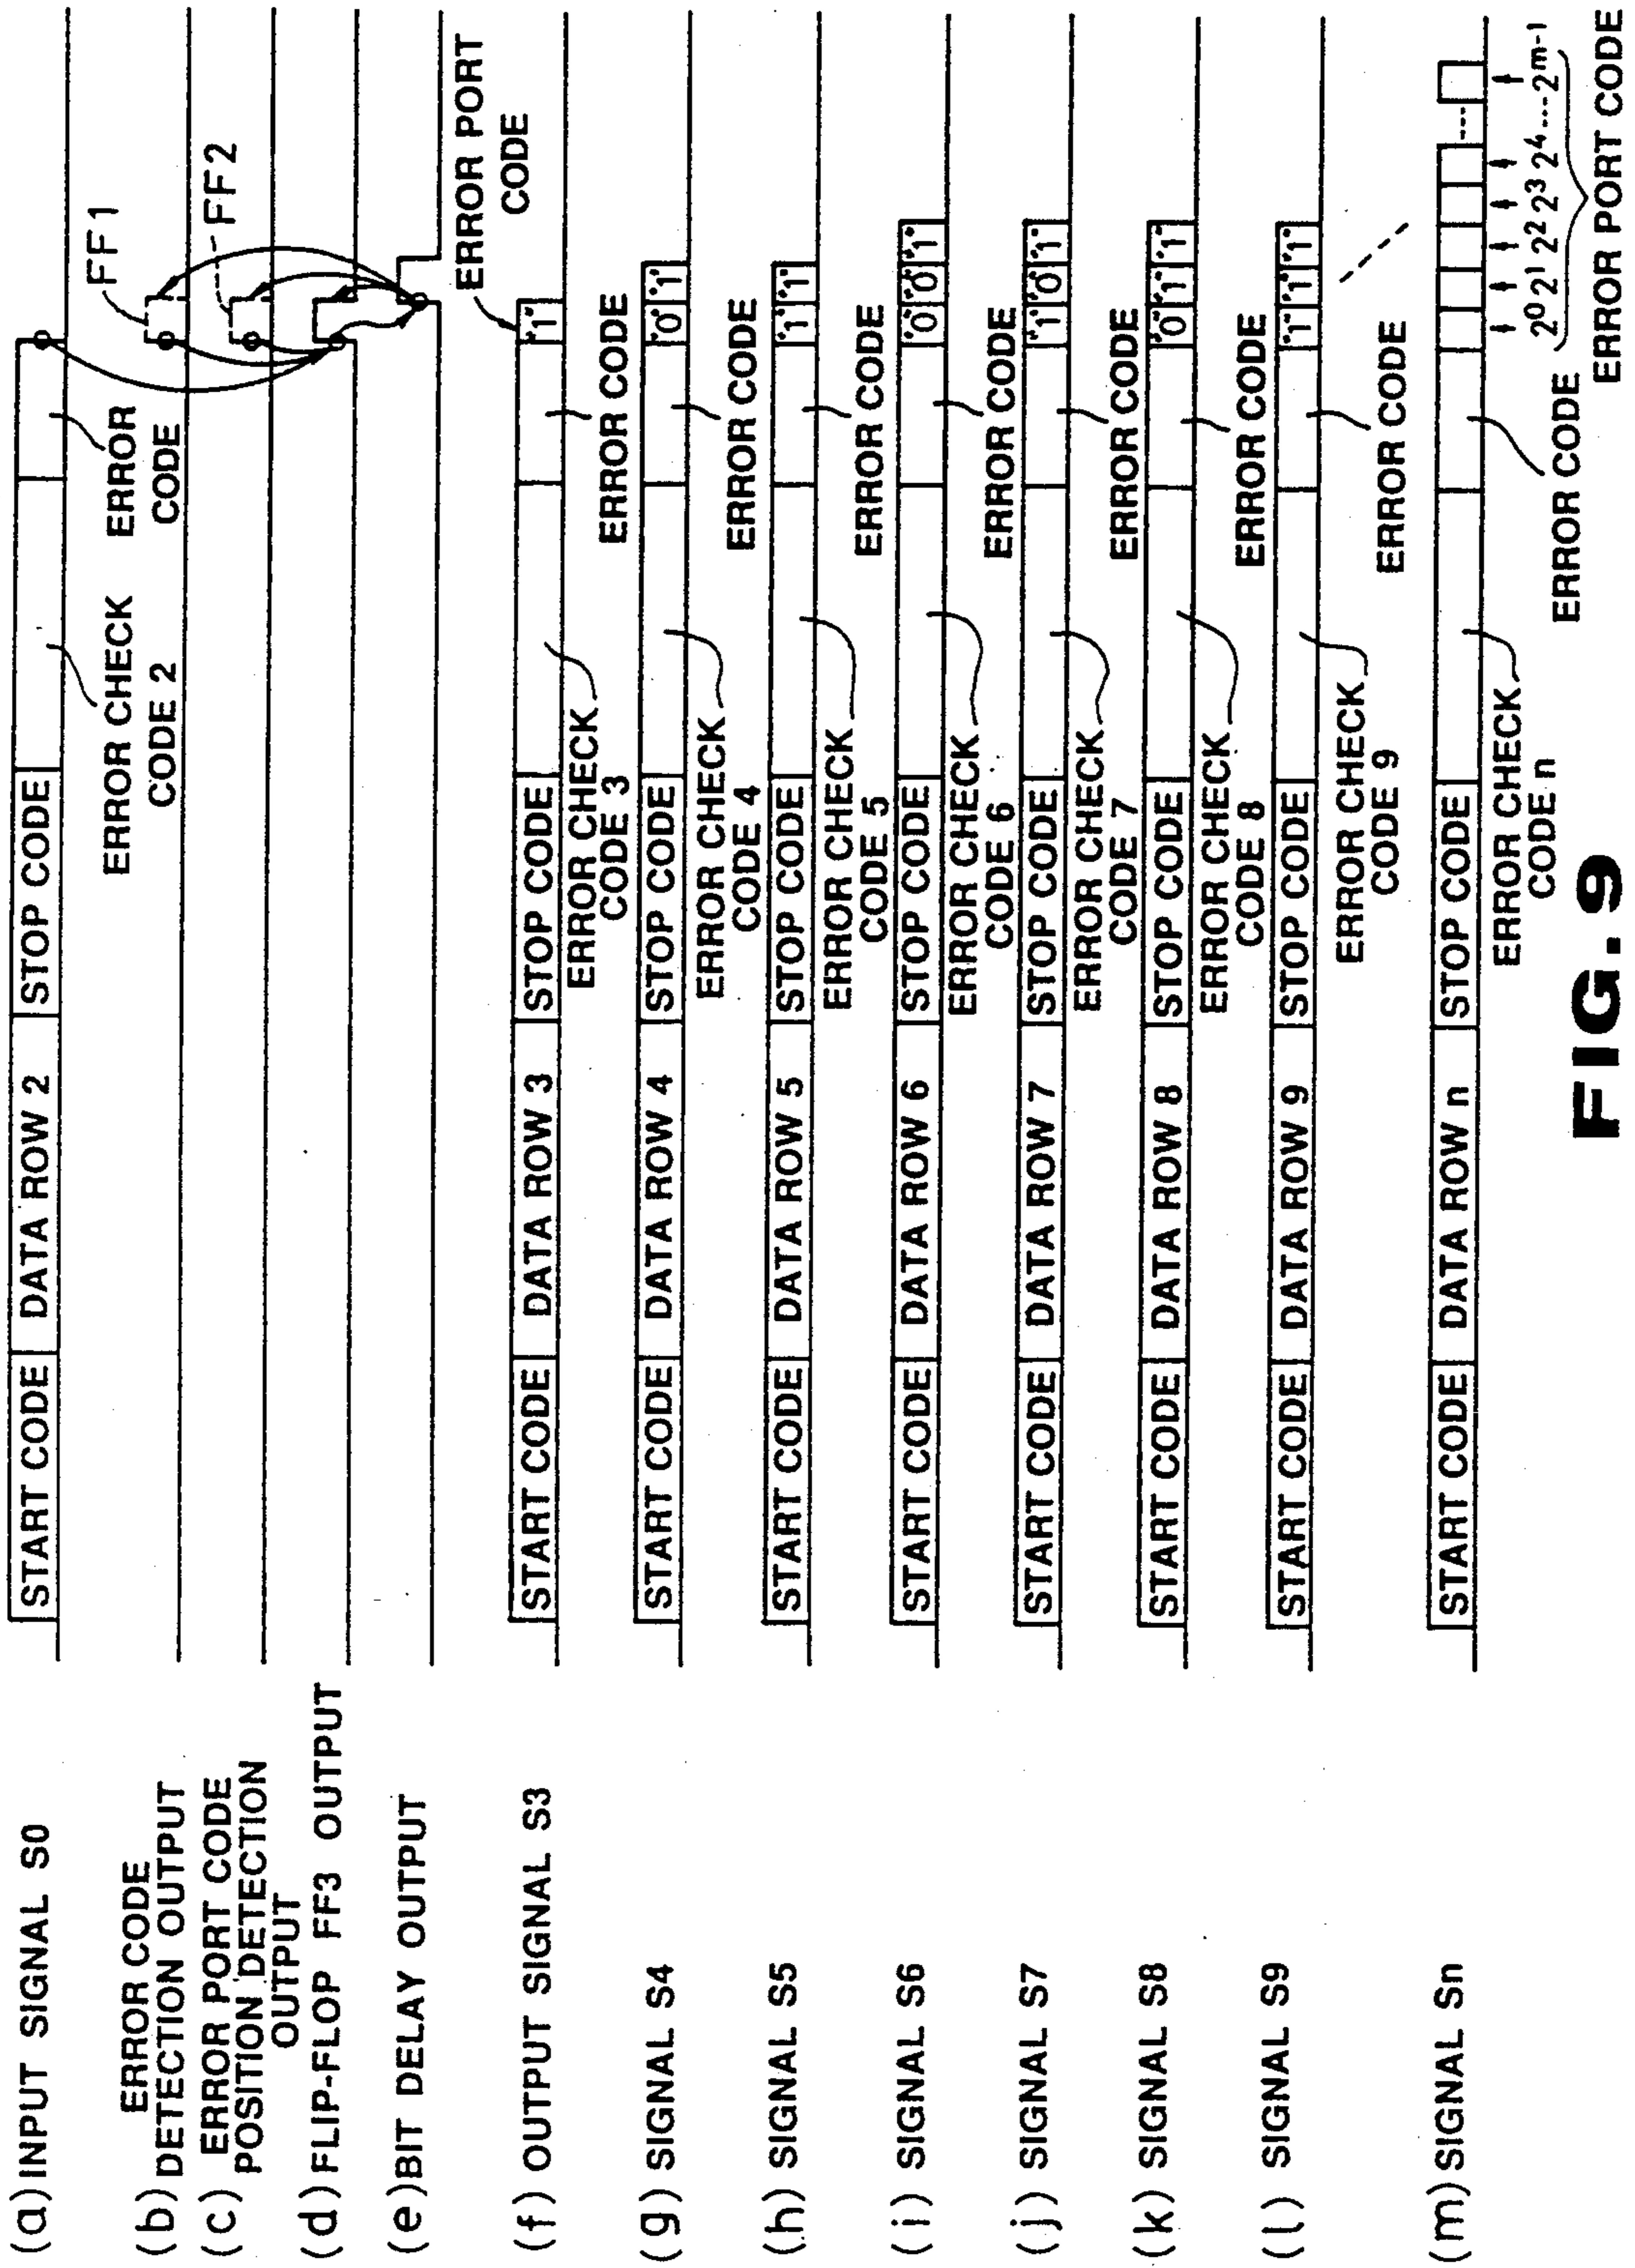 (a) INPUT SIGNAL S0
START CODE DATA ROW 2 STOP CODE
ERROR CHECK
CODE 2
ERROR
CODE
FF1
(b) ERROR CODE
DETECTION OUTPUT
FF2
(c) ERROR PORT CODE
POSITION DETECTION
OUTPUT
(d) FLIP-FLOP FF3 OUTPUT
(e) BIT DELAY OUTPUT
ERROR PORT
CODE
(f) OUTPUT SIGNAL S3
START CODE DATA ROW 3 STOP CODE "1"
ERROR CHECK
CODE 3
ERROR CODE
(g) SIGNAL S4
START CODE DATA ROW 4 STOP CODE "0" "1"
ERROR CHECK
CODE 4
ERROR CODE
(h) SIGNAL S5
START CODE DATA ROW 5 STOP CODE "1" "1"
ERROR CHECK
CODE 5
ERROR CODE
(i) SIGNAL S6
START CODE DATA ROW 6 STOP CODE "0" "0" "1"
ERROR CHECK
CODE 6
ERROR CODE
(j) SIGNAL S7
START CODE DATA ROW 7 STOP CODE "1" "0" "1"
ERROR CHECK
CODE 7
ERROR CODE
(k) SIGNAL S8
START CODE DATA ROW 8 STOP CODE "0" "1" "1"
ERROR CHECK
CODE 8
ERROR CODE
(l) SIGNAL S9
START CODE DATA ROW 9 STOP CODE "1" "1" "1"
ERROR CHECK
CODE 9
ERROR CODE
(m) SIGNAL Sn
START CODE DATA ROW n STOP CODE ---
2⁰ 2¹ 2² 2³ 2⁴ ---- 2ᵐ⁻¹
ERROR CHECK
CODE n
ERROR CODE
ERROR PORT CODE
FIG. 9